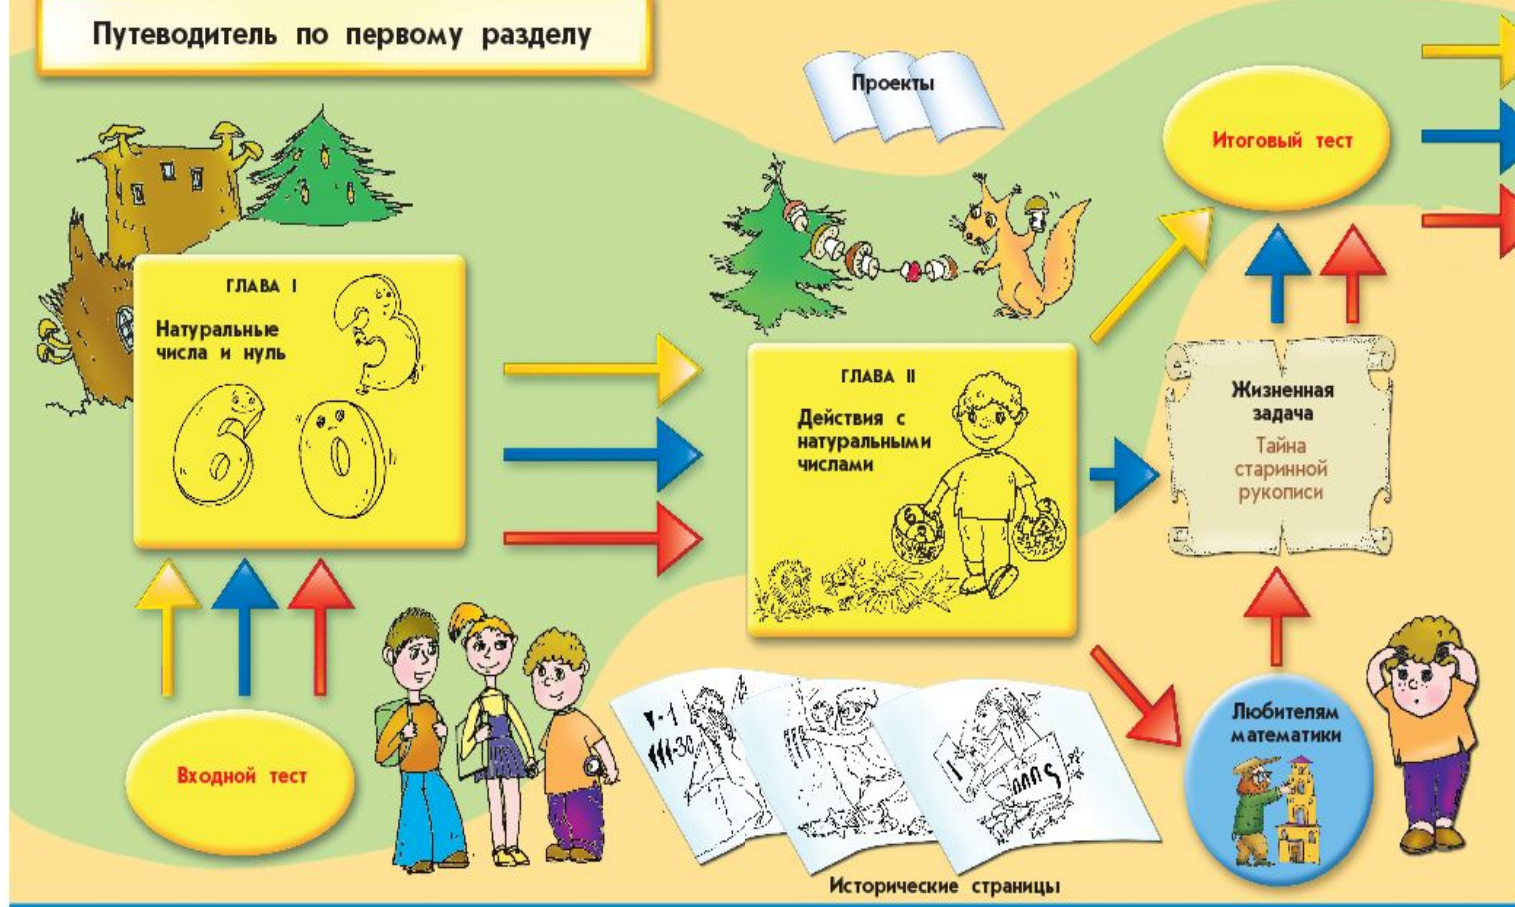 Путеводитель по первому разделу
Проекты
Итоговый тест
ГЛАВА I
Натуральные
числа и нуль
ГЛАВА II
Действия с
натуральными
числами
Жизненная
задача
Тайна
старинной
рукописи
Входной тест
Любителям
математики
Исторические страницы